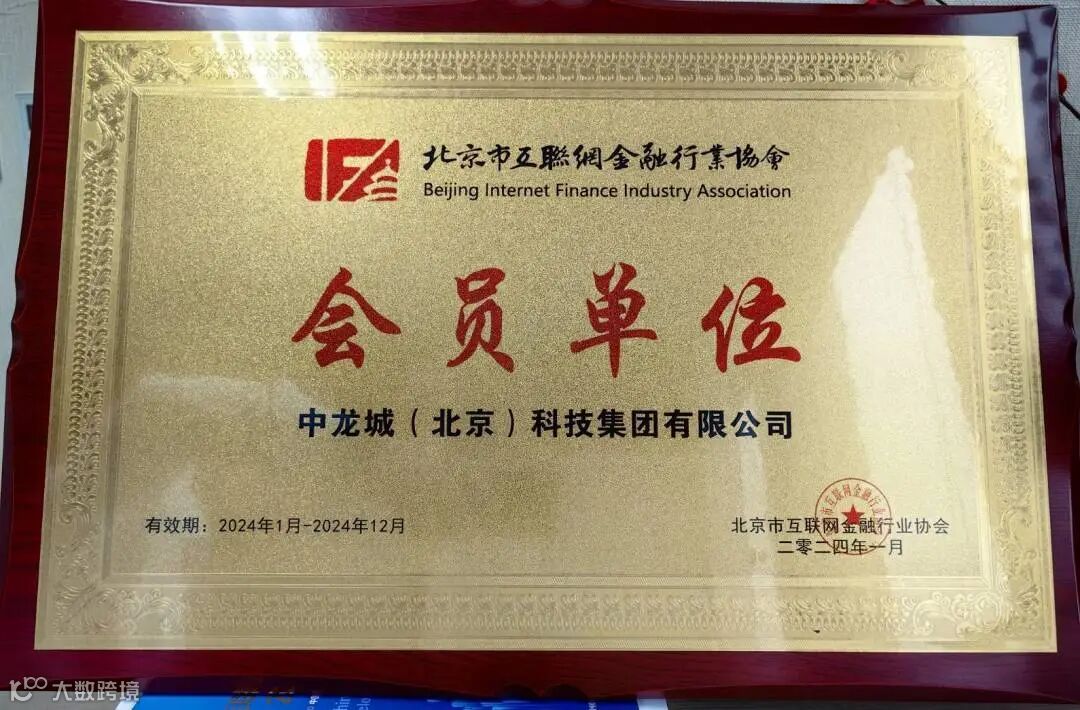 北京市互聯網金融行業協會
Beijing Internet Finance Industry Association
会员单位
中龙城（北京）科技集团有限公司
有效期：2024年1月-2024年12月
北京市互联网金融行业协会
二零二四年一月
大数跨境